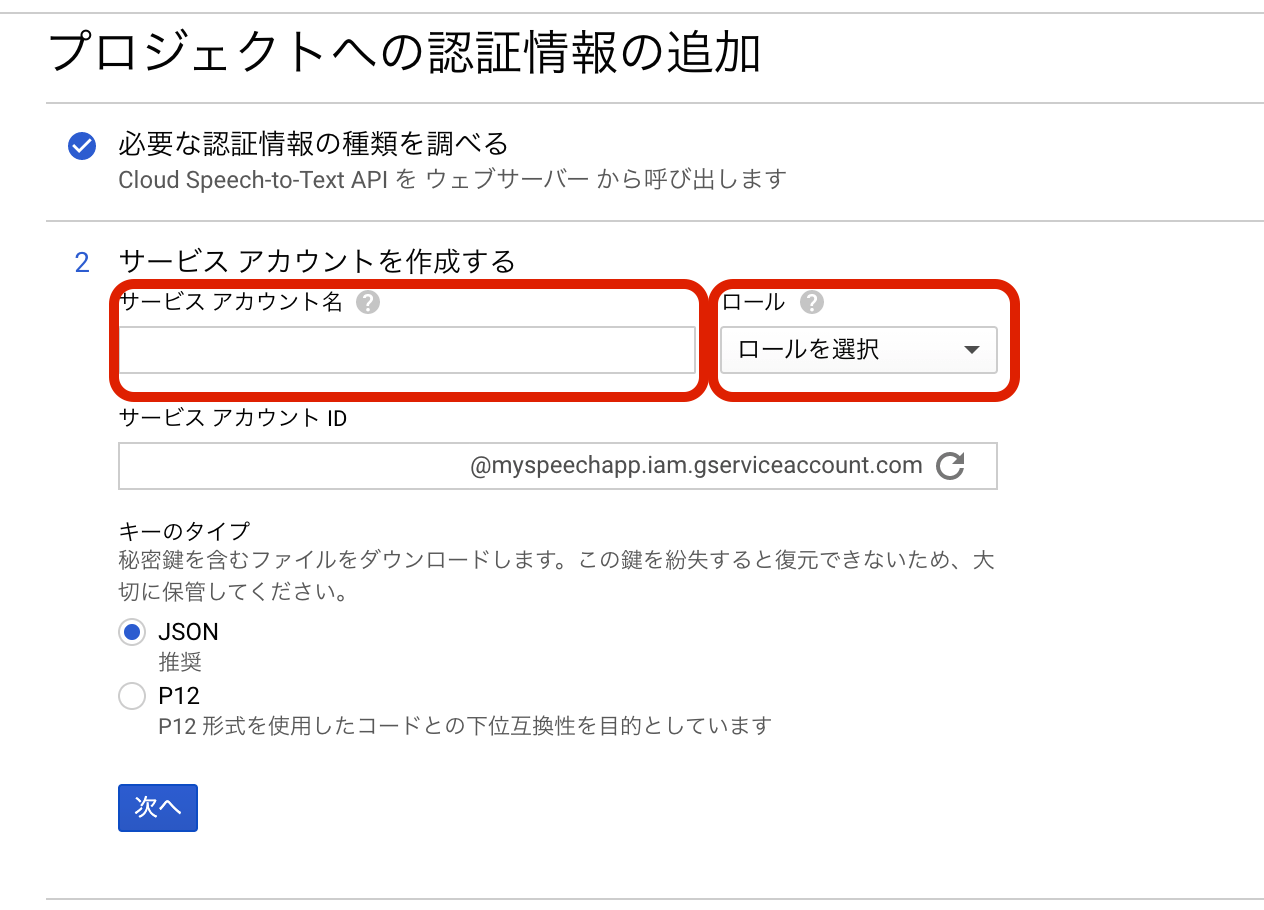 プロジェクトへの認証情報の追加
必要な認証情報の種類を調べる
Cloud Speech-to-Text API を ウェブサーバー から呼び出します
2 サービス アカウントを作成する
サービス アカウント名 ?
ロール ?
ロールを選択
サービス アカウント ID
@myspeechapp.iam.gserviceaccount.com
キーのタイプ
秘密鍵を含むファイルをダウンロードします。この鍵を紛失すると復元できないため、大
切に保管してください。
JSON
推奨
P12
P12 形式を使用したコードとの下位互換性を目的としています
次へ